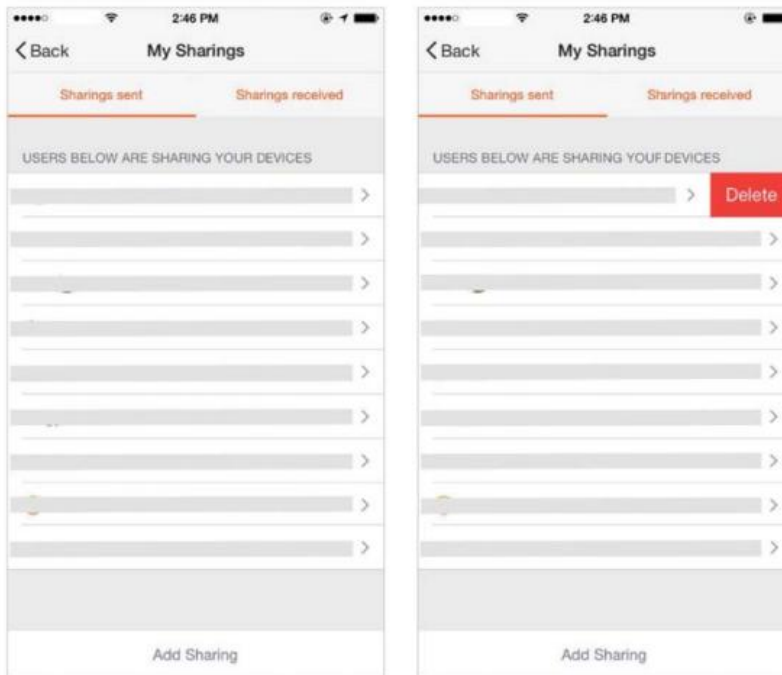 2:46 PM
Back My Sharings
Sharings sent Sharings received
USERS BELOW ARE SHARING YOUR DEVICES
Add Sharing
2:46 PM
Back My Sharings
Sharings sent Sharings received
USERS BELOW ARE SHARING YOUR DEVICES
Delete
Add Sharing